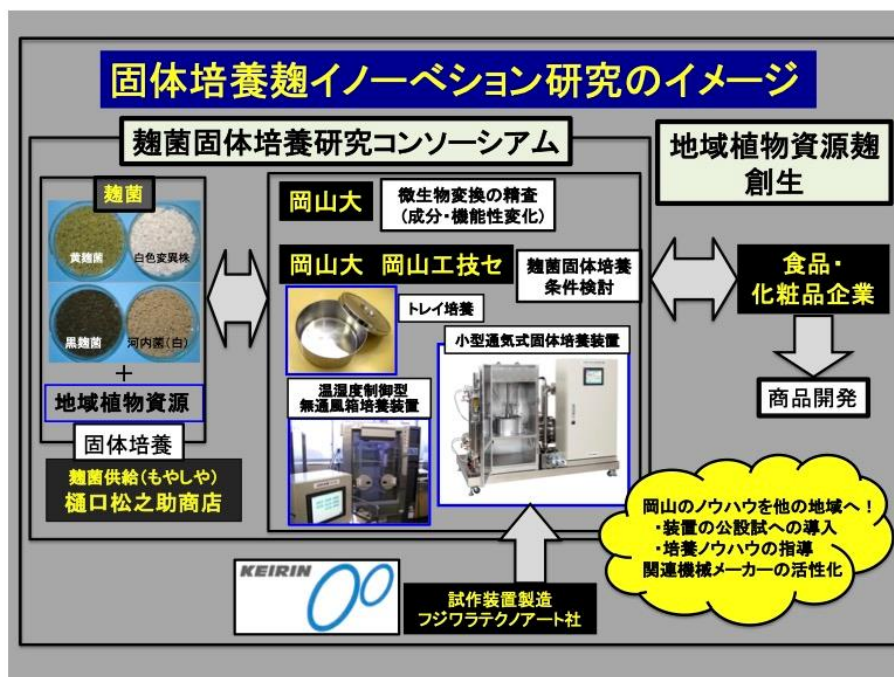 固体培養麹イノーベション研究のイメージ
麹菌固体培養研究コンソーシアム
地域植物資源麹
創生
麹菌
黄麹菌
白色変異株
黒麹菌
河内菌(白)
+
地域植物資源
固体培養
麹菌供給(もやしや)
樋口松之助商店
岡山大
微生物変換の精査
(成分・機能性変化)
岡山大 岡山工技セ
麹菌固体培養
条件検討
トレイ培養
小型通気式固体培養装置
温湿度制御型
無通風箱培養装置
食品・
化粧品企業
商品開発
岡山のノウハウを他の地域へ!
・装置の公設試への導入
・培養ノウハウの指導
関連機械メーカーの活性化
KEIRIN
試作装置製造
フジワラテクノアート社